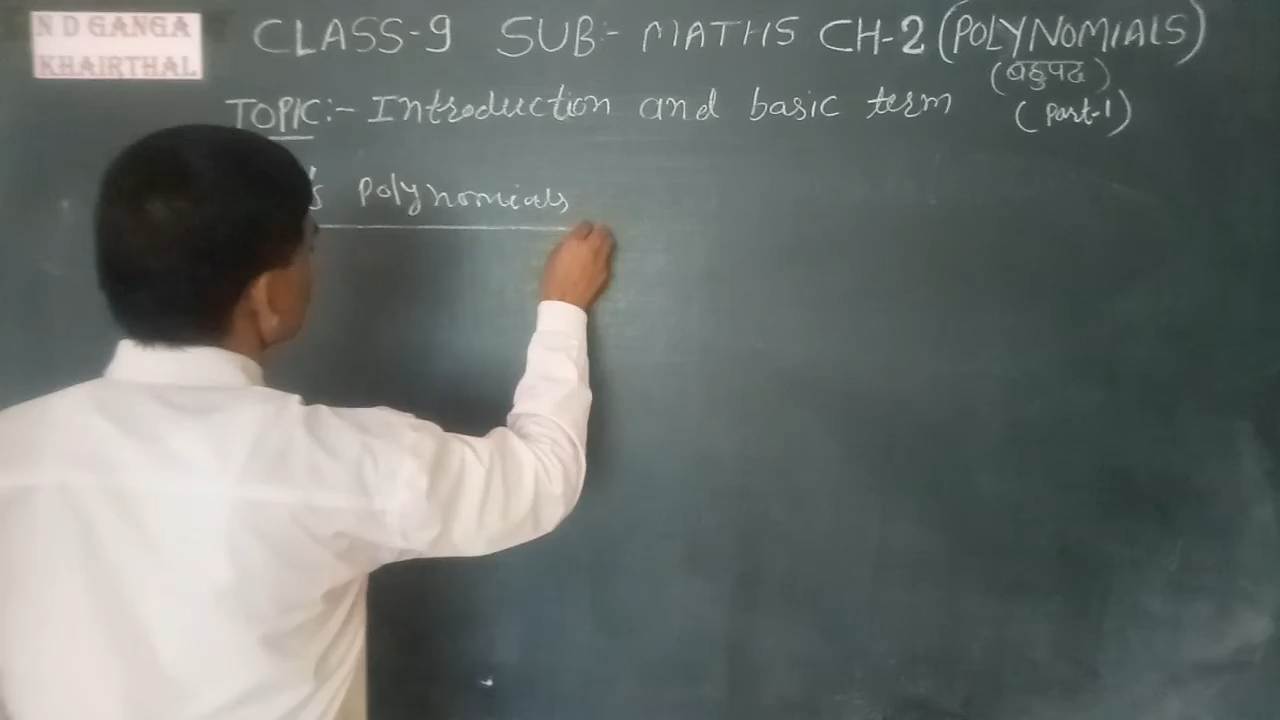 N D GANGA
KHAIRTHAL
CLASS-9 SUB:- MATHS CH-2 (POLYNOMIALS)
(बहुपद)
TOPIC:- Introduction and basic term (Part-1)
's Polynomials